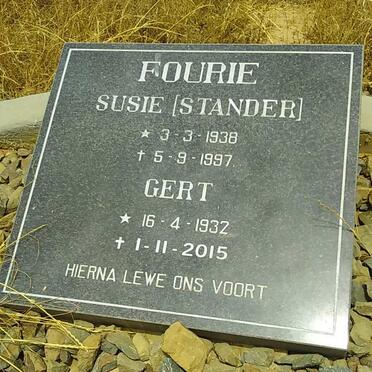 FOURIE
SUSIE [STANDER]
★ 3-3-1938
✝ 5-9-1997
GERT
★ 16-4-1932
✝ 1-11-2015
HIERNA LEWE ONS VOORT